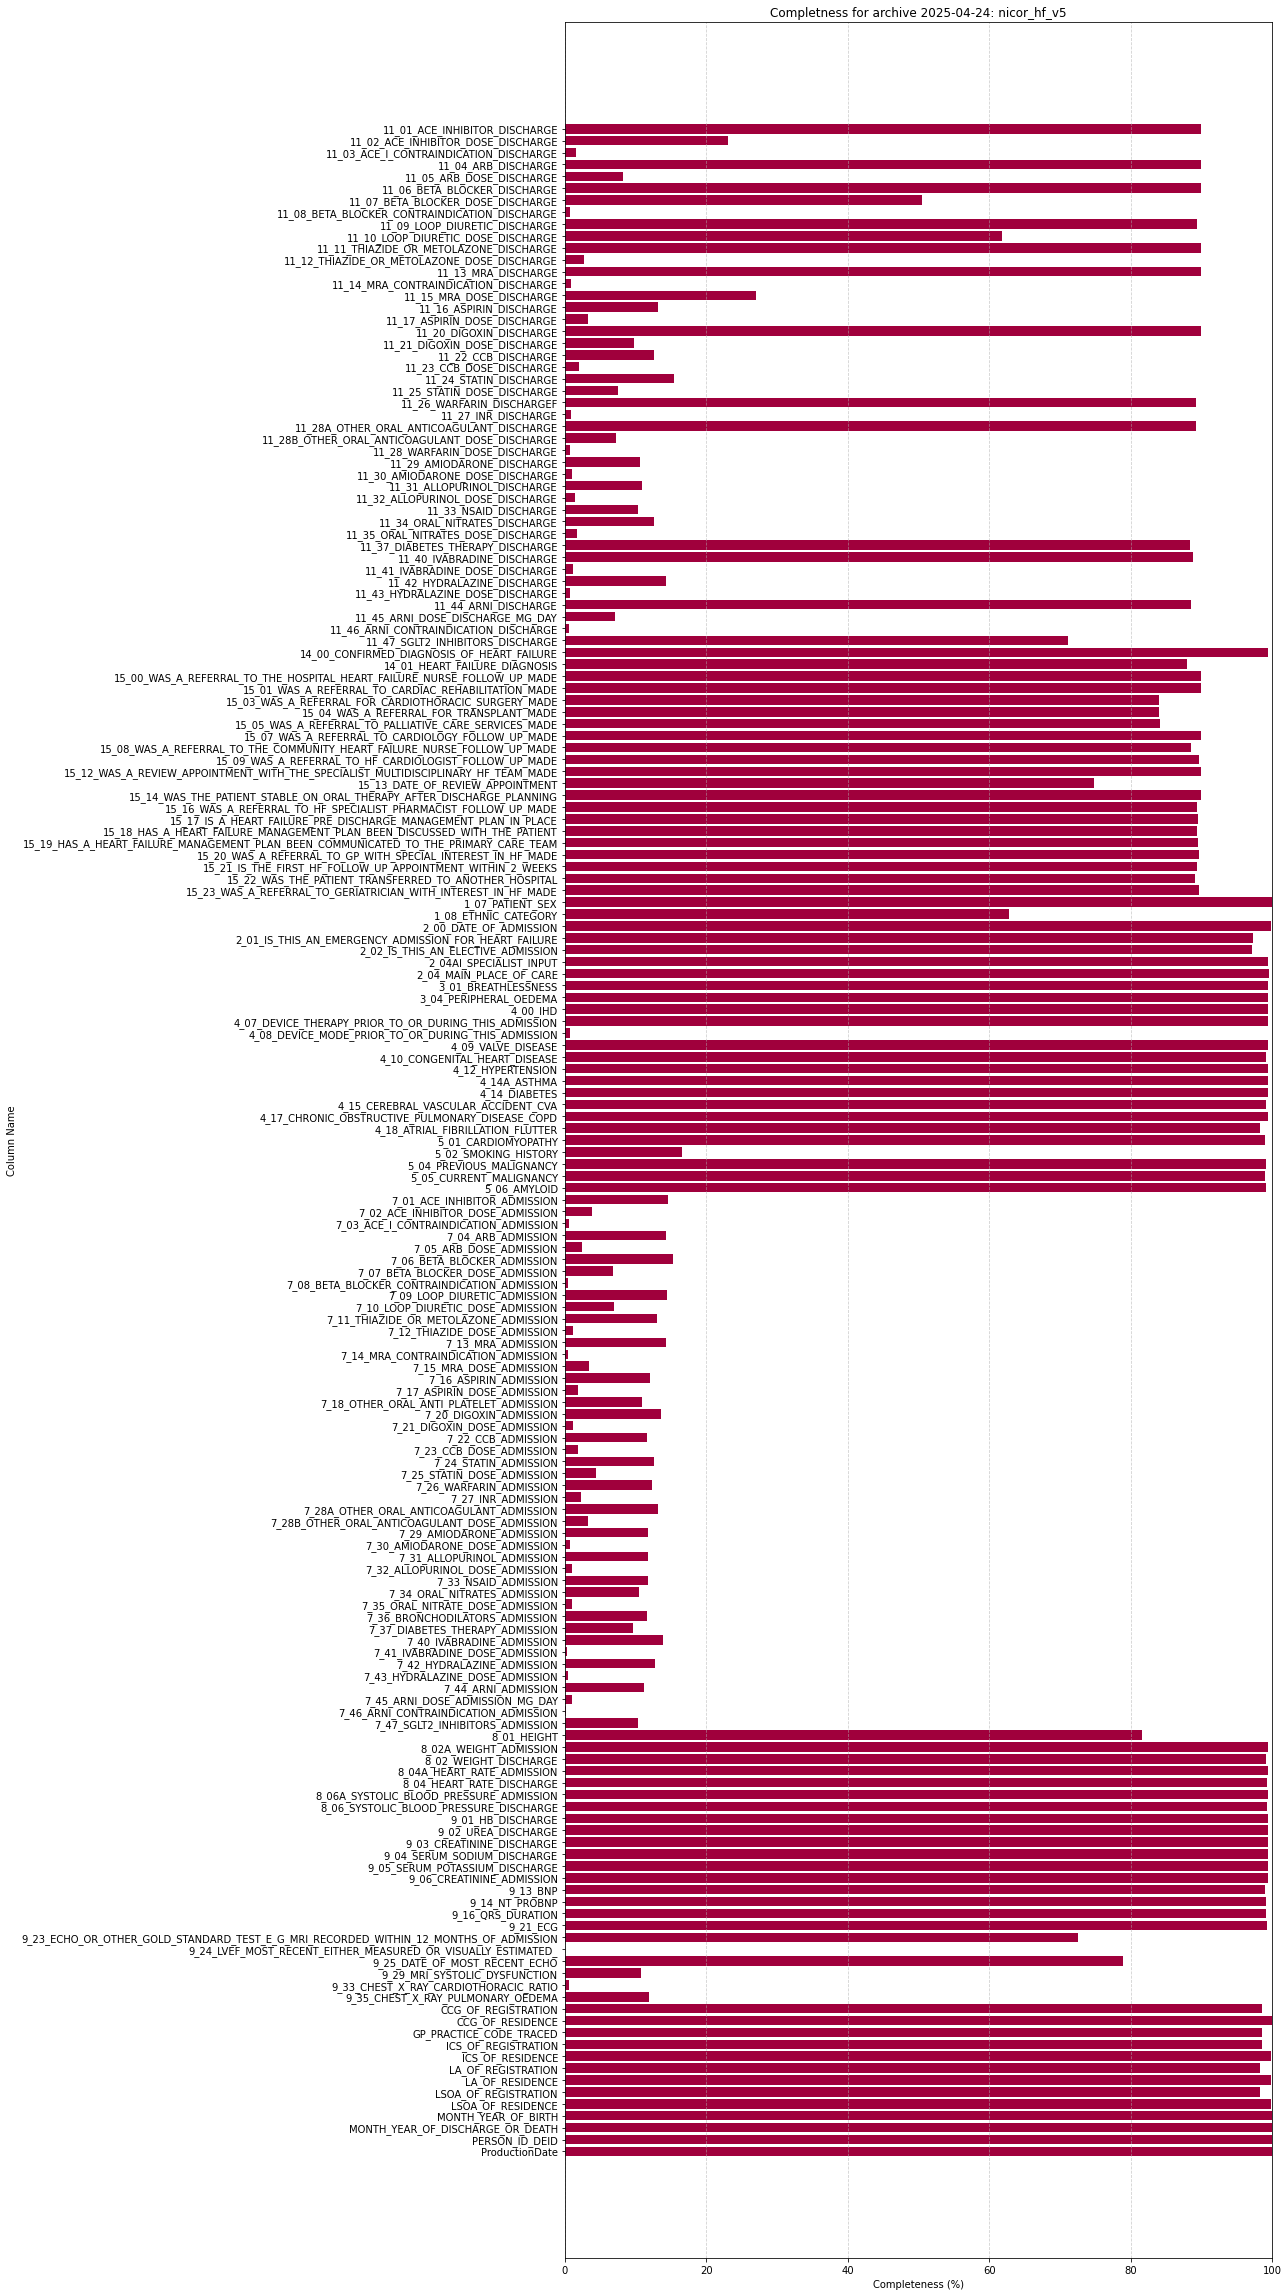 Completness for archive 2025-04-24: nicor_hf_v5
11_01_ACE_INHIBITOR_DISCHARGE
11_02_ACE_INHIBITOR_DOSE_DISCHARGE
11_03_ACE_I_CONTRAINDICATION_DISCHARGE
11_04_ARB_DISCHARGE
11_05_ARB_DOSE_DISCHARGE
11_06_BETA_BLOCKER_DISCHARGE
11_07_BETA_BLOCKER_DOSE_DISCHARGE
11_08_BETA_BLOCKER_CONTRAINDICATION_DISCHARGE
11_09_LOOP_DIURETIC_DISCHARGE
11_10_LOOP_DIURETIC_DOSE_DISCHARGE
11_11_THIAZIDE_OR_METOLAZONE_DISCHARGE
11_12_THIAZIDE_OR_METOLAZONE_DOSE_DISCHARGE
11_13_MRA_DISCHARGE
11_14_MRA_CONTRAINDICATION_DISCHARGE
11_15_MRA_DOSE_DISCHARGE
11_16_ASPIRIN_DISCHARGE
11_17_ASPIRIN_DOSE_DISCHARGE
11_20_DIGOXIN_DISCHARGE
11_21_DIGOXIN_DOSE_DISCHARGE
11_22_CCB_DISCHARGE
11_23_CCB_DOSE_DISCHARGE
11_24_STATIN_DISCHARGE
11_25_STATIN_DOSE_DISCHARGE
11_26_WARFARIN_DISCHARGEF
11_27_INR_DISCHARGE
11_28A_OTHER_ORAL_ANTICOAGULANT_DISCHARGE
11_28B_OTHER_ORAL_ANTICOAGULANT_DOSE_DISCHARGE
11_28_WARFARIN_DOSE_DISCHARGE
11_29_AMIODARONE_DISCHARGE
11_30_AMIODARONE_DOSE_DISCHARGE
11_31_ALLOPURINOL_DISCHARGE
11_32_ALLOPURINOL_DOSE_DISCHARGE
11_33_NSAID_DISCHARGE
11_34_ORAL_NITRATES_DISCHARGE
11_35_ORAL_NITRATES_DOSE_DISCHARGE
11_37_DIABETES_THERAPY_DISCHARGE
11_40_IVABRADINE_DISCHARGE
11_41_IVABRADINE_DOSE_DISCHARGE
11_42_HYDRALAZINE_DISCHARGE
11_43_HYDRALAZINE_DOSE_DISCHARGE
11_44_ARNI_DISCHARGE
11_45_ARNI_DOSE_DISCHARGE_MG_DAY
11_46_ARNI_CONTRAINDICATION_DISCHARGE
11_47_SGLT2_INHIBITORS_DISCHARGE
14_00_CONFIRMED_DIAGNOSIS_OF_HEART_FAILURE
14_01_HEART_FAILURE_DIAGNOSIS
15_00_WAS_A_REFERRAL_TO_THE_HOSPITAL_HEART_FAILURE_NURSE_FOLLOW_UP_MADE
15_01_WAS_A_REFERRAL_TO_CARDIAC_REHABILITATION_MADE
15_03_WAS_A_REFERRAL_FOR_CARDIOTHORACIC_SURGERY_MADE
15_04_WAS_A_REFERRAL_FOR_TRANSPLANT_MADE
15_05_WAS_A_REFERRAL_TO_PALLIATIVE_CARE_SERVICES_MADE
15_07_WAS_A_REFERRAL_TO_CARDIOLOGY_FOLLOW_UP_MADE
15_08_WAS_A_REFERRAL_TO_THE_COMMUNITY_HEART_FAILURE_NURSE_FOLLOW_UP_MADE
15_09_WAS_A_REFERRAL_TO_HF_CARDIOLOGIST_FOLLOW_UP_MADE
15_12_WAS_A_REVIEW_APPOINTMENT_WITH_THE_SPECIALIST_MULTIDISCIPLINARY_HF_TEAM_MADE
15_13_DATE_OF_REVIEW_APPOINTMENT
15_14_WAS_THE_PATIENT_STABLE_ON_ORAL_THERAPY_AFTER_DISCHARGE_PLANNING
15_16_WAS_A_REFERRAL_TO_HF_SPECIALIST_PHARMACIST_FOLLOW_UP_MADE
15_17_IS_A_HEART_FAILURE_PRE_DISCHARGE_MANAGEMENT_PLAN_IN_PLACE
15_18_HAS_A_HEART_FAILURE_MANAGEMENT_PLAN_BEEN_DISCUSSED_WITH_THE_PATIENT
15_19_HAS_A_HEART_FAILURE_MANAGEMENT_PLAN_BEEN_COMMUNICATED_TO_THE_PRIMARY_CARE_TEAM
15_20_WAS_A_REFERRAL_TO_GP_WITH_SPECIAL_INTEREST_IN_HF_MADE
15_21_IS_THE_FIRST_HF_FOLLOW_UP_APPOINTMENT_WITHIN_2_WEEKS
15_22_WAS_THE_PATIENT_TRANSFERRED_TO_ANOTHER_HOSPITAL
15_23_WAS_A_REFERRAL_TO_GERIATRICIAN_WITH_INTEREST_IN_HF_MADE
1_07_PATIENT_SEX
1_08_ETHNIC_CATEGORY
2_00_DATE_OF_ADMISSION
2_01_IS_THIS_AN_EMERGENCY_ADMISSION_FOR_HEART_FAILURE
2_02_IS_THIS_AN_ELECTIVE_ADMISSION
2_04AI_SPECIALIST_INPUT
2_04_MAIN_PLACE_OF_CARE
3_01_BREATHLESSNESS
3_04_PERIPHERAL_OEDEMA
4_00_IHD
4_07_DEVICE_THERAPY_PRIOR_TO_OR_DURING_THIS_ADMISSION
4_08_DEVICE_MODE_PRIOR_TO_OR_DURING_THIS_ADMISSION
4_09_VALVE_DISEASE
4_10_CONGENITAL_HEART_DISEASE
4_12_HYPERTENSION
4_14A_ASTHMA
4_14_DIABETES
4_15_CEREBRAL_VASCULAR_ACCIDENT_CVA
4_17_CHRONIC_OBSTRUCTIVE_PULMONARY_DISEASE_COPD
4_18_ATRIAL_FIBRILLATION_FLUTTER
5_01_CARDIOMYOPATHY
5_02_SMOKING_HISTORY
5_04_PREVIOUS_MALIGNANCY
5_05_CURRENT_MALIGNANCY
5_06_AMYLOID
7_01_ACE_INHIBITOR_ADMISSION
7_02_ACE_INHIBITOR_DOSE_ADMISSION
7_03_ACE_I_CONTRAINDICATION_ADMISSION
7_04_ARB_ADMISSION
7_05_ARB_DOSE_ADMISSION
7_06_BETA_BLOCKER_ADMISSION
7_07_BETA_BLOCKER_DOSE_ADMISSION
7_08_BETA_BLOCKER_CONTRAINDICATION_ADMISSION
7_09_LOOP_DIURETIC_ADMISSION
7_10_LOOP_DIURETIC_DOSE_ADMISSION
7_11_THIAZIDE_OR_METOLAZONE_ADMISSION
7_12_THIAZIDE_DOSE_ADMISSION
7_13_MRA_ADMISSION
7_14_MRA_CONTRAINDICATION_ADMISSION
7_15_MRA_DOSE_ADMISSION
7_16_ASPIRIN_ADMISSION
7_17_ASPIRIN_DOSE_ADMISSION
7_18_OTHER_ORAL_ANTI_PLATELET_ADMISSION
7_20_DIGOXIN_ADMISSION
7_21_DIGOXIN_DOSE_ADMISSION
7_22_CCB_ADMISSION
7_23_CCB_DOSE_ADMISSION
7_24_STATIN_ADMISSION
7_25_STATIN_DOSE_ADMISSION
7_26_WARFARIN_ADMISSION
7_27_INR_ADMISSION
7_28A_OTHER_ORAL_ANTICOAGULANT_ADMISSION
7_28B_OTHER_ORAL_ANTICOAGULANT_DOSE_ADMISSION
7_29_AMIODARONE_ADMISSION
7_30_AMIODARONE_DOSE_ADMISSION
7_31_ALLOPURINOL_ADMISSION
7_32_ALLOPURINOL_DOSE_ADMISSION
7_33_NSAID_ADMISSION
7_34_ORAL_NITRATES_ADMISSION
7_35_ORAL_NITRATE_DOSE_ADMISSION
7_36_BRONCHODILATORS_ADMISSION
7_37_DIABETES_THERAPY_ADMISSION
7_40_IVABRADINE_ADMISSION
7_41_IVABRADINE_DOSE_ADMISSION
7_42_HYDRALAZINE_ADMISSION
7_43_HYDRALAZINE_DOSE_ADMISSION
7_44_ARNI_ADMISSION
7_45_ARNI_DOSE_ADMISSION_MG_DAY
7_46_ARNI_CONTRAINDICATION_ADMISSION
7_47_SGLT2_INHIBITORS_ADMISSION
8_01_HEIGHT
8_02A_WEIGHT_ADMISSION
8_02_WEIGHT_DISCHARGE
8_04A_HEART_RATE_ADMISSION
8_04_HEART_RATE_DISCHARGE
8_06A_SYSTOLIC_BLOOD_PRESSURE_ADMISSION
8_06_SYSTOLIC_BLOOD_PRESSURE_DISCHARGE
9_01_HB_DISCHARGE
9_02_UREA_DISCHARGE
9_03_CREATININE_DISCHARGE
9_04_SERUM_SODIUM_DISCHARGE
9_05_SERUM_POTASSIUM_DISCHARGE
9_06_CREATININE_ADMISSION
9_13_BNP
9_14_NT_PROBNP
9_16_QRS_DURATION
9_21_ECG
9_23_ECHO_OR_OTHER_GOLD_STANDARD_TEST_E_G_MRI_RECORDED_WITHIN_12_MONTHS_OF_ADMISSION
9_24_LVEF_MOST_RECENT_EITHER_MEASURED_OR_VISUALLY_ESTIMATED_
9_25_DATE_OF_MOST_RECENT_ECHO
9_29_MRI_SYSTOLIC_DYSFUNCTION
9_33_CHEST_X_RAY_CARDIOTHORACIC_RATIO
9_35_CHEST_X_RAY_PULMONARY_OEDEMA
CCG_OF_REGISTRATION
CCG_OF_RESIDENCE
GP_PRACTICE_CODE_TRACED
ICS_OF_REGISTRATION
ICS_OF_RESIDENCE
LA_OF_REGISTRATION
LA_OF_RESIDENCE
LSOA_OF_REGISTRATION
LSOA_OF_RESIDENCE
MONTH_YEAR_OF_BIRTH
MONTH_YEAR_OF_DISCHARGE_OR_DEATH
PERSON_ID_DEID
ProductionDate
Column Name
0 20 40 60 80 100
Completeness (%)